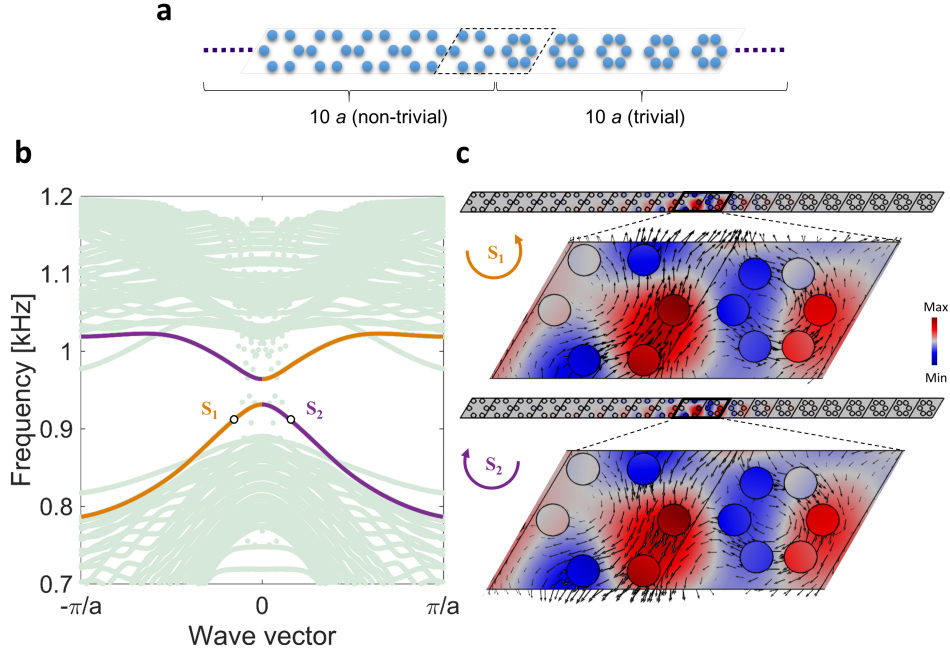 a
10 a (non-trivial)
10 a (trivial)
b
Frequency [kHz]
1.2
1.1
1
0.9
0.8
0.7
S1
S2
-π/a
0
π/a
Wave vector
c
S1
Max
Min
S2